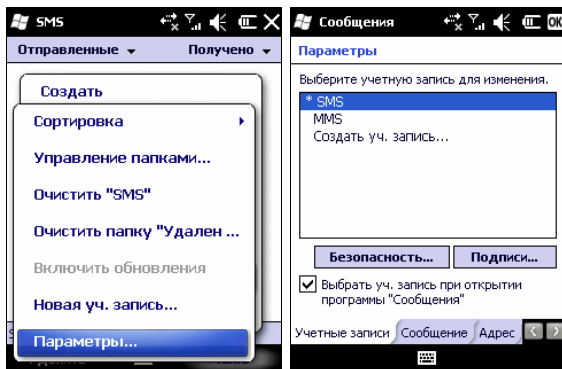 SMS
Отправленные
Получено
Создать
Сортировка
Управление папками...
Очистить "SMS"
Очистить папку "Удален ...
Включить обновления
Новая уч. запись...
Параметры...
Сообщения
OK
Параметры
Выберите учетную запись для изменения.
* SMS
MMS
Создать уч. запись...
Безопасность...
Подписи...
Выбрать уч. запись при открытии
программы "Сообщения"
Учетные записи
Сообщение
Адрес